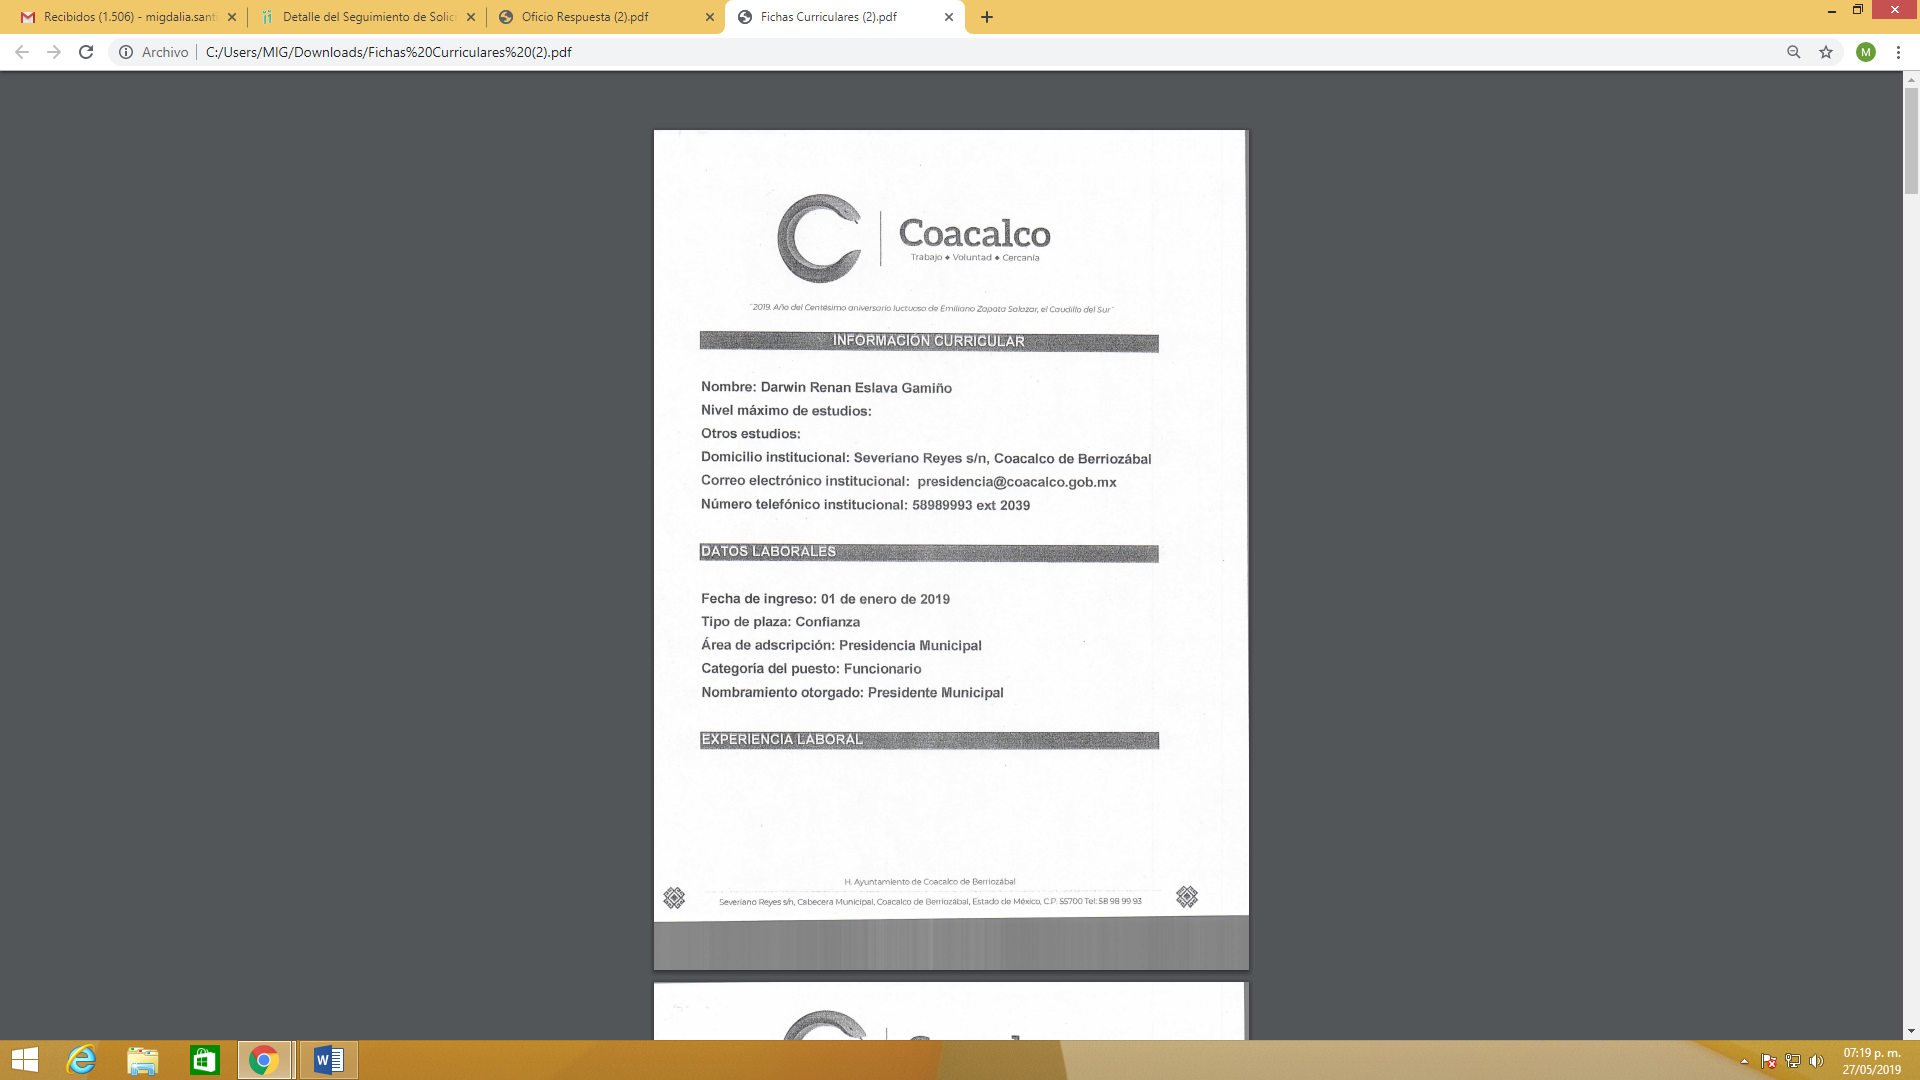 Recibidos (1.506) - migdalia.sant
Detalle del Seguimiento de Solici
Oficio Respuesta (2).pdf
Fichas Curriculares (2).pdf
Archivo
C:/Users/MIG/Downloads/Fichas%20Curriculares%20(2).pdf
M
Coacalco
Trabajo ◆ Voluntad ◆ Cercanía
"2019. Año del Centésimo aniversario luctuoso de Emiliano Zapata Salazar, el Caudillo del Sur"
INFORMACIÓN CURRICULAR
Nombre: Darwin Renan Eslava Gamiño
Nivel máximo de estudios:
Otros estudios:
Domicilio institucional: Severiano Reyes s/n, Coacalco de Berriozábal
Correo electrónico institucional: presidencia@coacalco.gob.mx
Número telefónico institucional: 58989993 ext 2039
DATOS LABORALES
Fecha de ingreso: 01 de enero de 2019
Tipo de plaza: Confianza
Área de adscripción: Presidencia Municipal
Categoría del puesto: Funcionario
Nombramiento otorgado: Presidente Municipal
EXPERIENCIA LABORAL
H. Ayuntamiento de Coacalco de Berriozábal
Severiano Reyes s/n, Cabecera Municipal, Coacalco de Berriozábal, Estado de México, C.P. 55700 Tel: 58 98 99 93
07:19 p. m.
27/05/2019